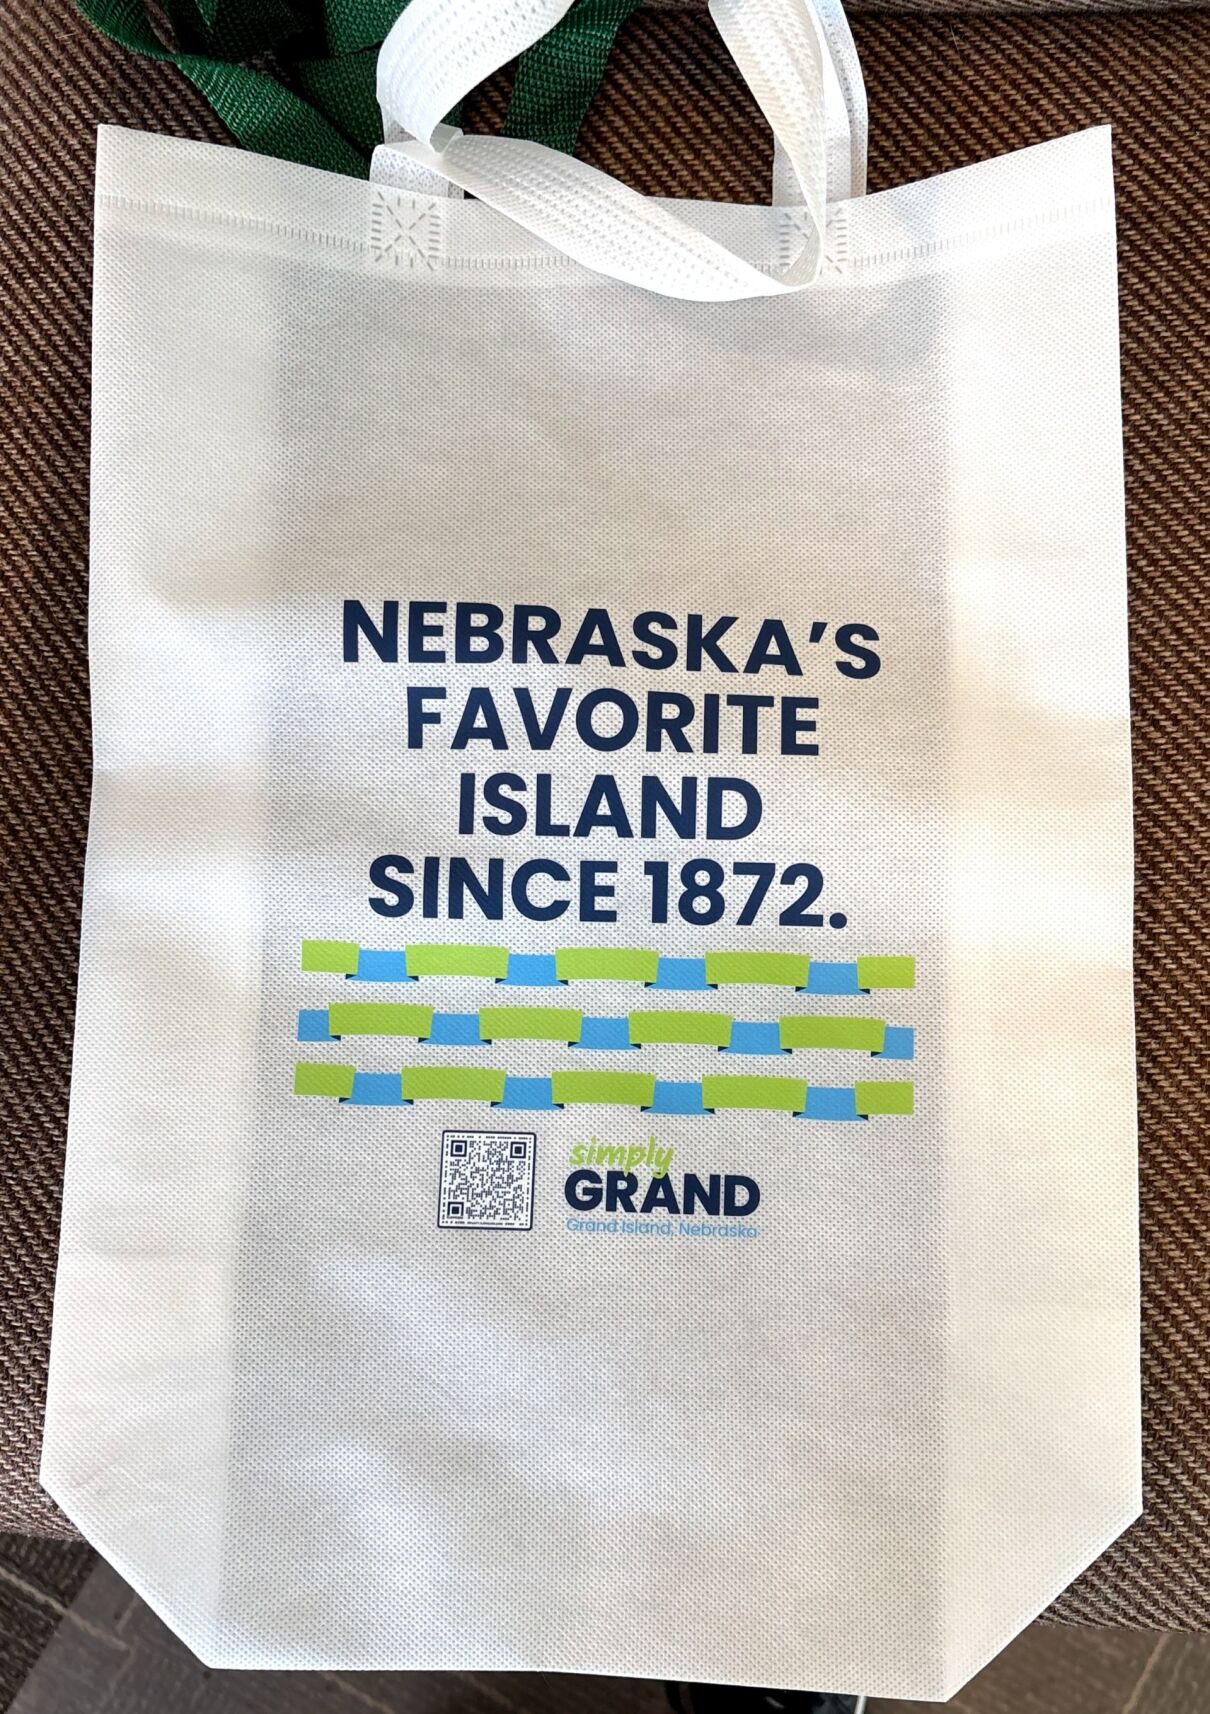 NEBRASKA'S
FAVORITE
ISLAND
SINCE 1872.
simply
GRAND
Grand Island, Nebraska